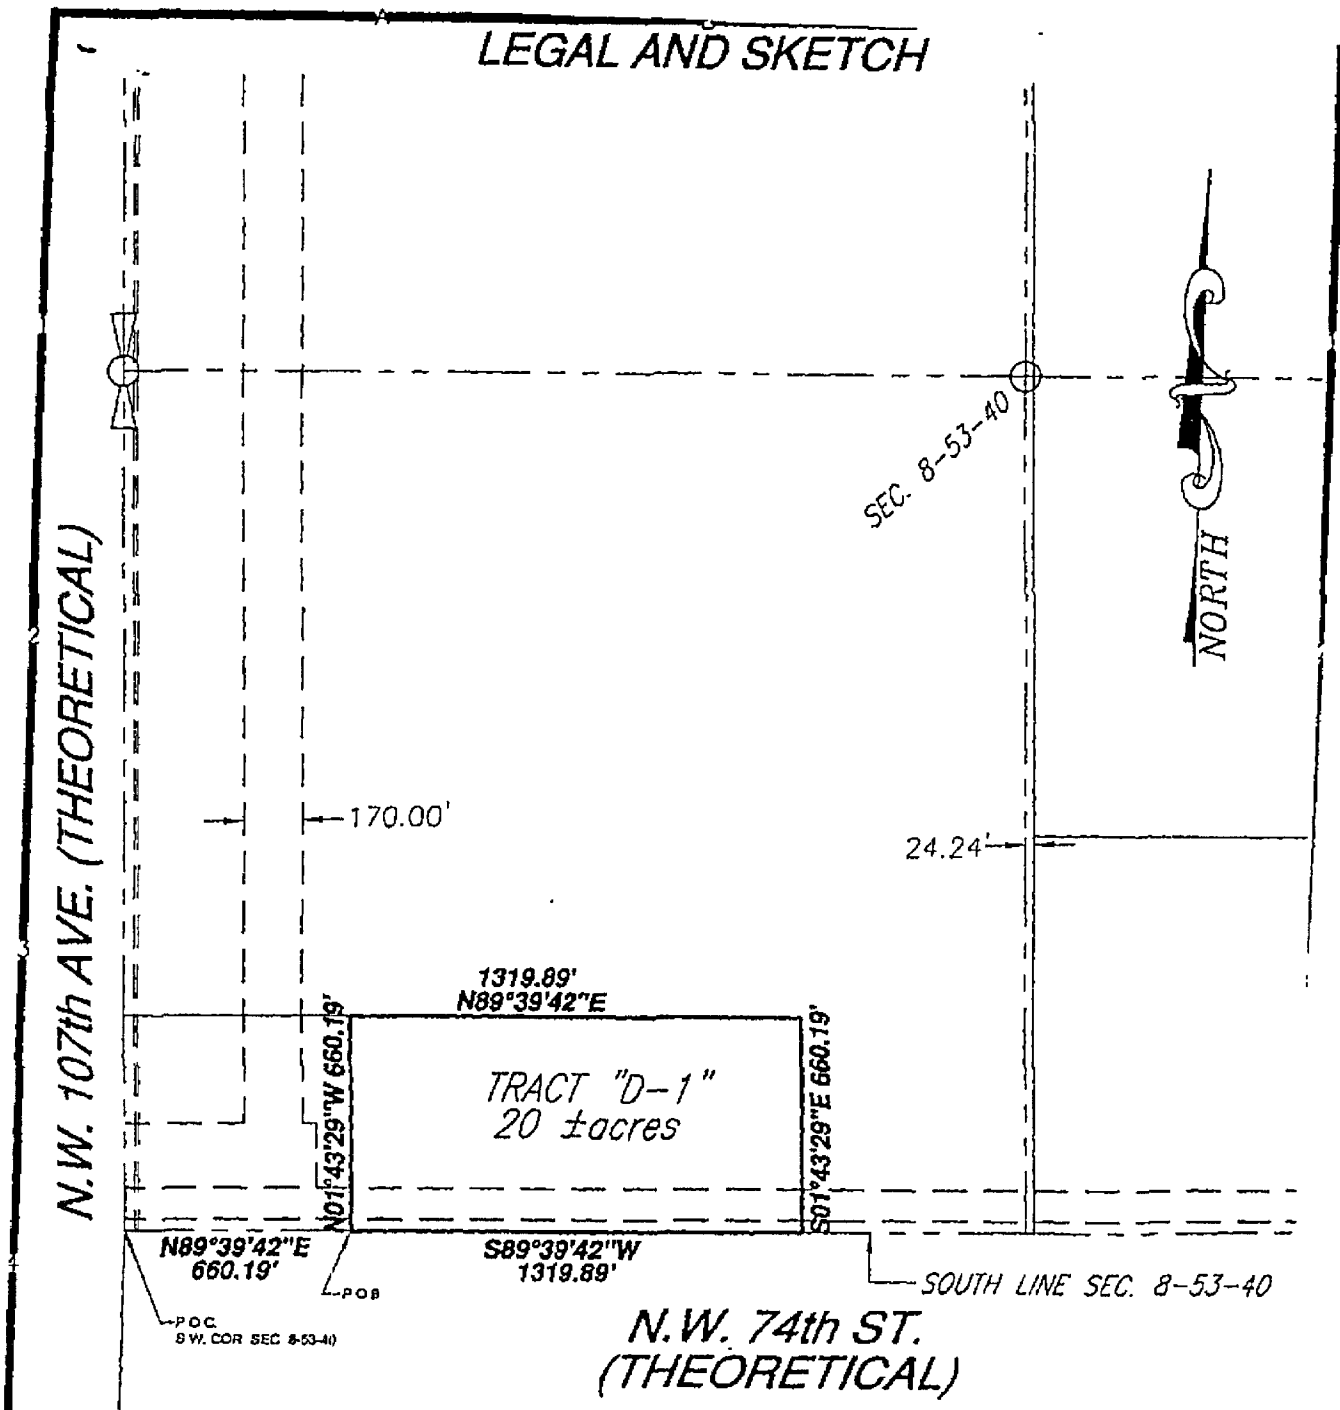 LEGAL AND SKETCH
SEC. 8-53-40
NORTH
N.W. 107th AVE. (THEORETICAL)
170.00'
24.24'
1319.89'
N89°39'42"E
N01°43'29"W 660.19'
TRACT "D-1"
20 ±acres
S01°43'29"E 660.19'
N89°39'42"E
660.19'
S89°39'42"W
1319.89'
P O B
SOUTH LINE SEC. 8-53-40
P O C.
S W. COR SEC 8-53-40
N.W. 74th ST.
(THEORETICAL)
2
3
4